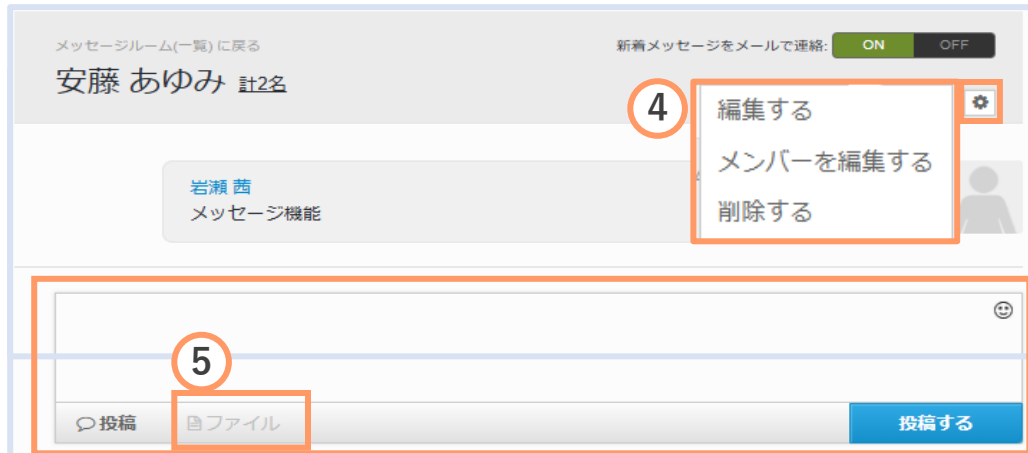 メッセージルーム(一覧) に戻る
新着メッセージをメールで連絡: ON OFF
安藤 あゆみ 計2名
4
編集する
メンバーを編集する
削除する
岩瀬 茜
メッセージ機能
5
投稿 ファイル
投稿する